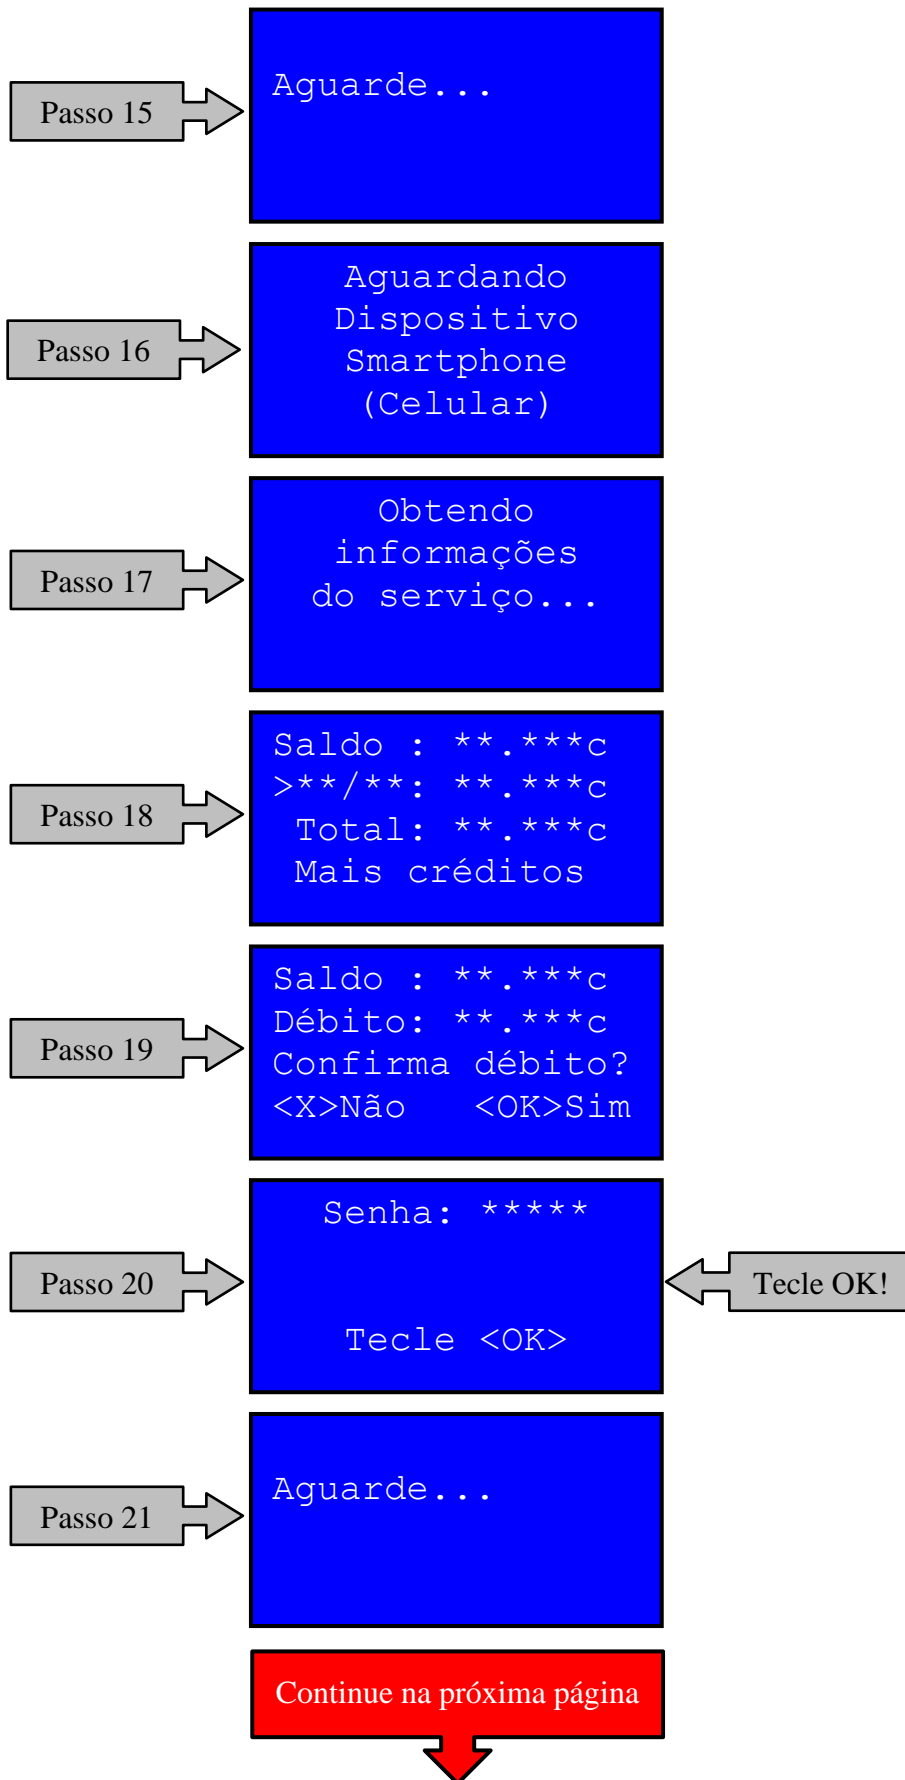 Passo 15
Aguarde...
Passo 16
Aguardando
Dispositivo
Smartphone
(Celular)
Passo 17
Obtendo
informações
do serviço...
Passo 18
Saldo : **.***c
>**/**: **.***c
Total: **.***c
Mais créditos
Passo 19
Saldo : **.***c
Débito: **.***c
Confirma débito?
<X>Não <OK>Sim
Passo 20
Senha: *****
Tecle <OK>
Tecle OK!
Passo 21
Aguarde...
Continue na próxima página